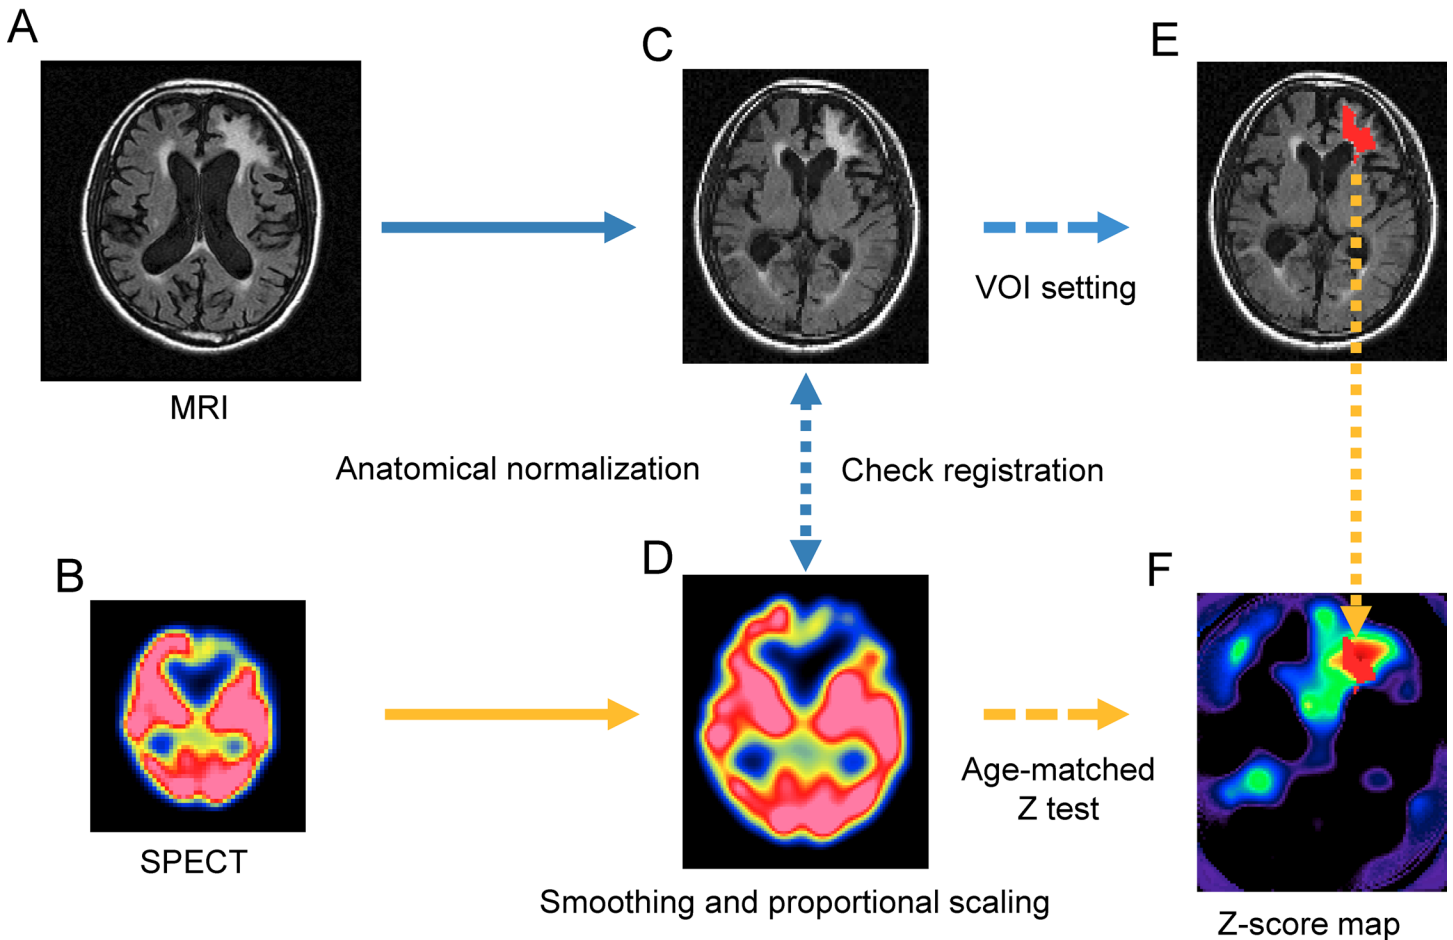 A
C
E
MRI
VOI setting
Anatomical normalization
Check registration
B
D
F
SPECT
Age-matched
Z test
Smoothing and proportional scaling
Z-score map